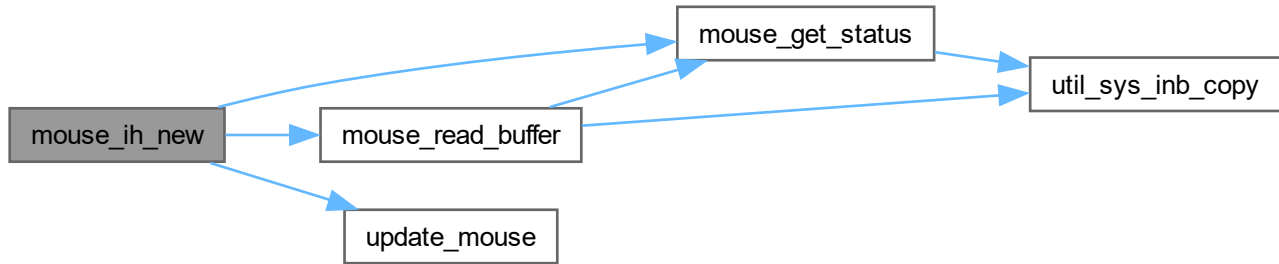 mouse_get_status
util_sys_inb_copy
mouse_ih_new
mouse_read_buffer
update_mouse